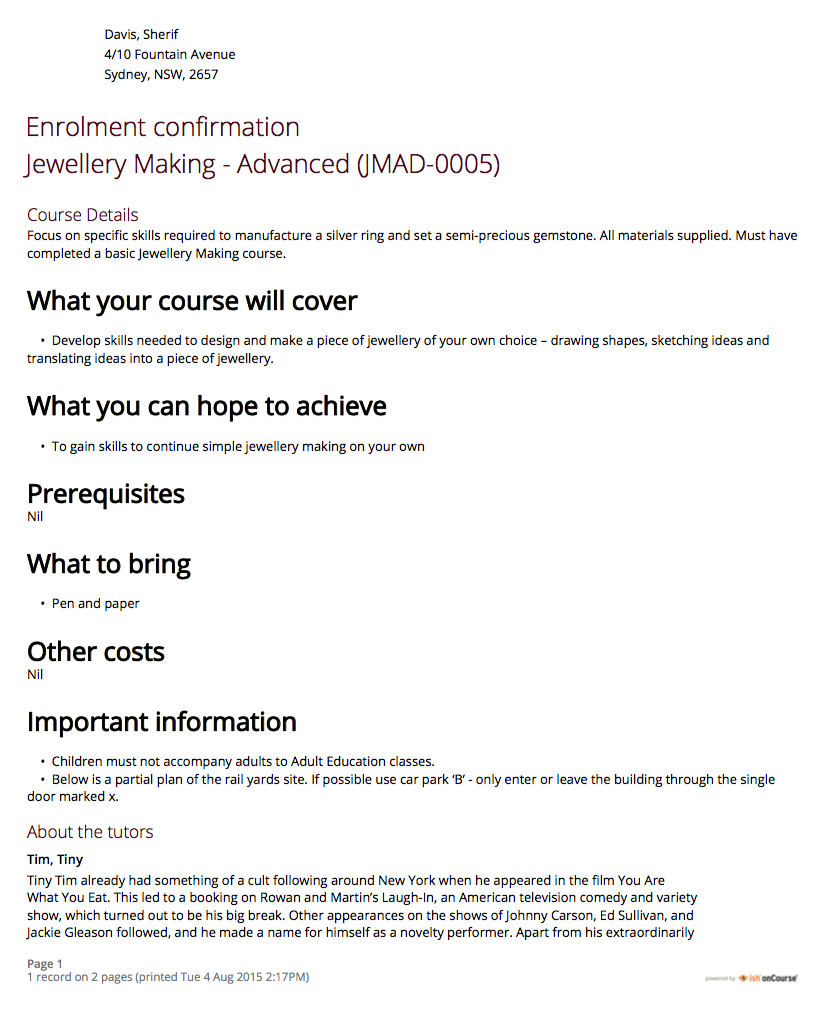 Davis, Sherif
4/10 Fountain Avenue
Sydney, NSW, 2657
Enrolment confirmation
Jewellery Making - Advanced (JMAD-0005)
Course Details
Focus on specific skills required to manufacture a silver ring and set a semi-precious gemstone. All materials supplied. Must have
completed a basic Jewellery Making course.
What your course will cover
• Develop skills needed to design and make a piece of jewellery of your own choice – drawing shapes, sketching ideas and
translating ideas into a piece of jewellery.
What you can hope to achieve
• To gain skills to continue simple jewellery making on your own
Prerequisites
Nil
What to bring
• Pen and paper
Other costs
Nil
Important information
• Children must not accompany adults to Adult Education classes.
• Below is a partial plan of the rail yards site. If possible use car park ‘B’ - only enter or leave the building through the single
door marked x.
About the tutors
Tim, Tiny
Tiny Tim already had something of a cult following around New York when he appeared in the film You Are
What You Eat. This led to a booking on Rowan and Martin’s Laugh-In, an American television comedy and variety
show, which turned out to be his big break. Other appearances on the shows of Johnny Carson, Ed Sullivan, and
Jackie Gleason followed, and he made a name for himself as a novelty performer. Apart from his extraordinarily
Page 1
1 record on 2 pages (printed Tue 4 Aug 2015 2:17PM)
powered by ish onCourse